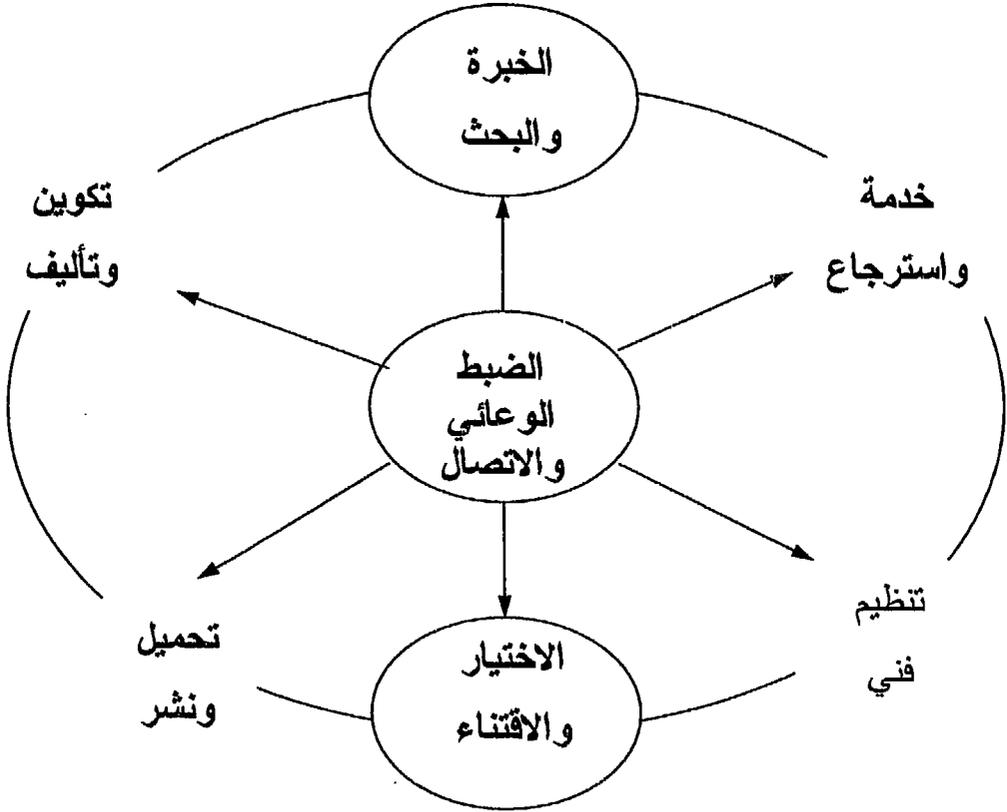 الخبرة
والبحث
خدمة
واسترجاع
تكوين
وتأليف
الضبط
الوعائي
والاتصال
تنظيم
فني
تحميل
ونشر
الاختيار
والاقتناء